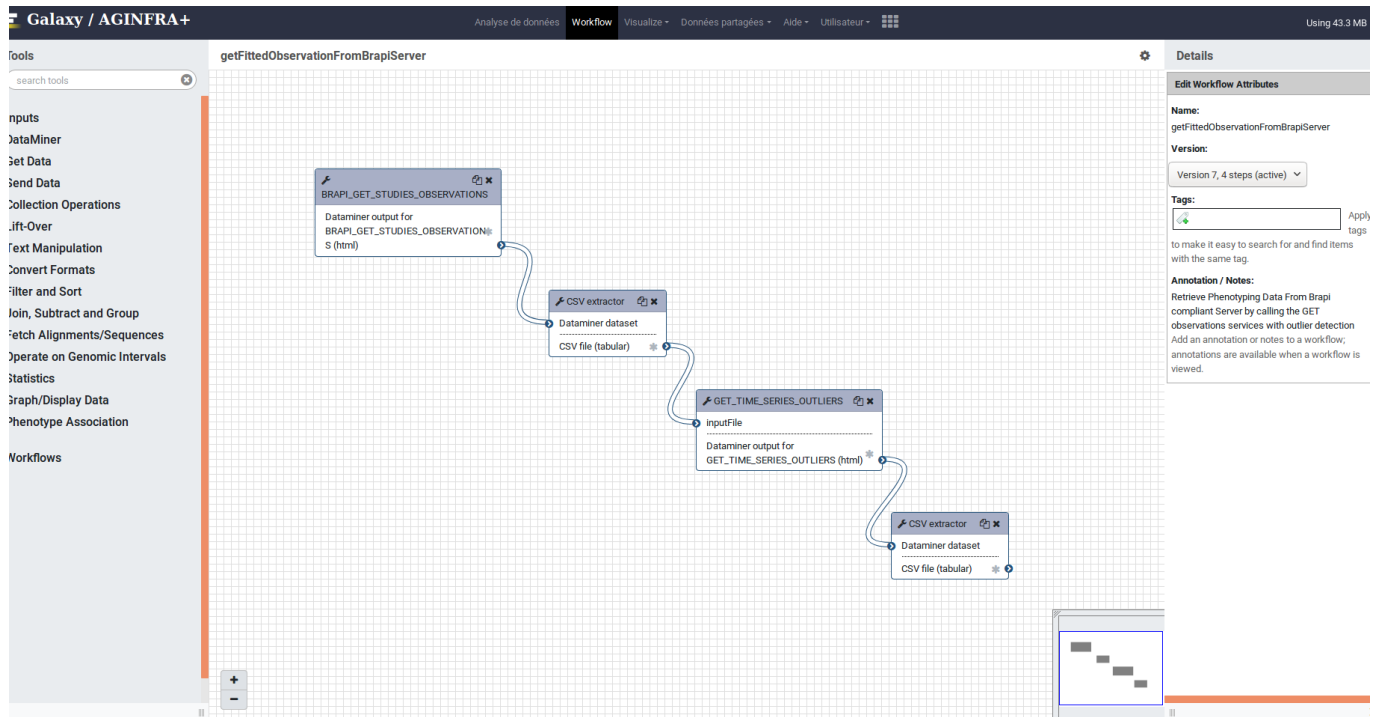 Galaxy / AGINFRA+
Analyse de données Workflow Visualize Données partagées Aide Utilisateur
Using 43.3 MB
Tools
search tools
nputs
DataMiner
Get Data
Send Data
Collection Operations
Lift-Over
Text Manipulation
Convert Formats
Filter and Sort
Join, Subtract and Group
Fetch Alignments/Sequences
Operate on Genomic Intervals
Statistics
Graph/Display Data
Phenotype Association
Workflows
getFittedObservationFromBrapiServer
BRAPI_GET_STUDIES_OBSERVATIONS
Dataminer output for
BRAPI_GET_STUDIES_OBSERVATION
S (html)
CSV extractor
Dataminer dataset
CSV file (tabular)
GET_TIME_SERIES_OUTLIERS
inputFile
Dataminer output for
GET_TIME_SERIES_OUTLIERS (html)
CSV extractor
Dataminer dataset
CSV file (tabular)
+
−
Details
Edit Workflow Attributes
Name:
getFittedObservationFromBrapiServer
Version:
Version 7, 4 steps (active)
Tags:
Apply
tags
to make it easy to search for and find items
with the same tag.
Annotation / Notes:
Retrieve Phenotyping Data From Brapi
compliant Server by calling the GET
observations services with outlier detection
Add an annotation or notes to a workflow;
annotations are available when a workflow is
viewed.